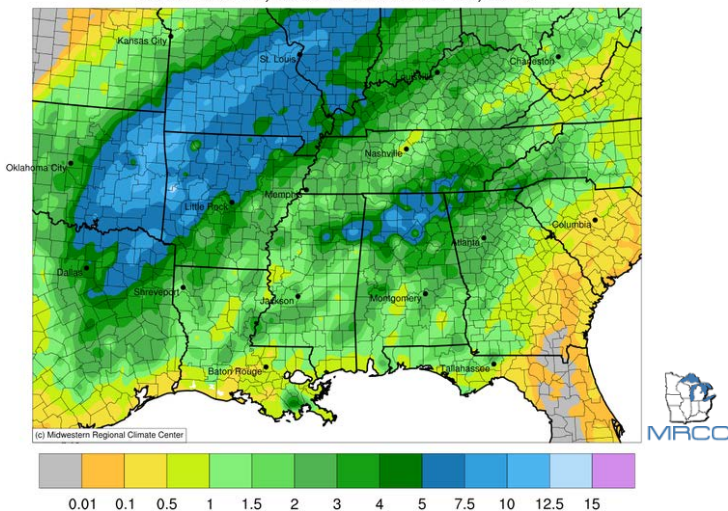 Kansas City
St. Louis
Charleston
Oklahoma City
Nashville
Memphis
Little Rock
Columbia
Atlanta
Dallas
Shreveport
Jackson
Montgomery
Baton Rouge
Tallahassee
(c) Midwestern Regional Climate Center
MRCC
0.01 0.1 0.5 1 1.5 2 3 4 5 7.5 10 12.5 15